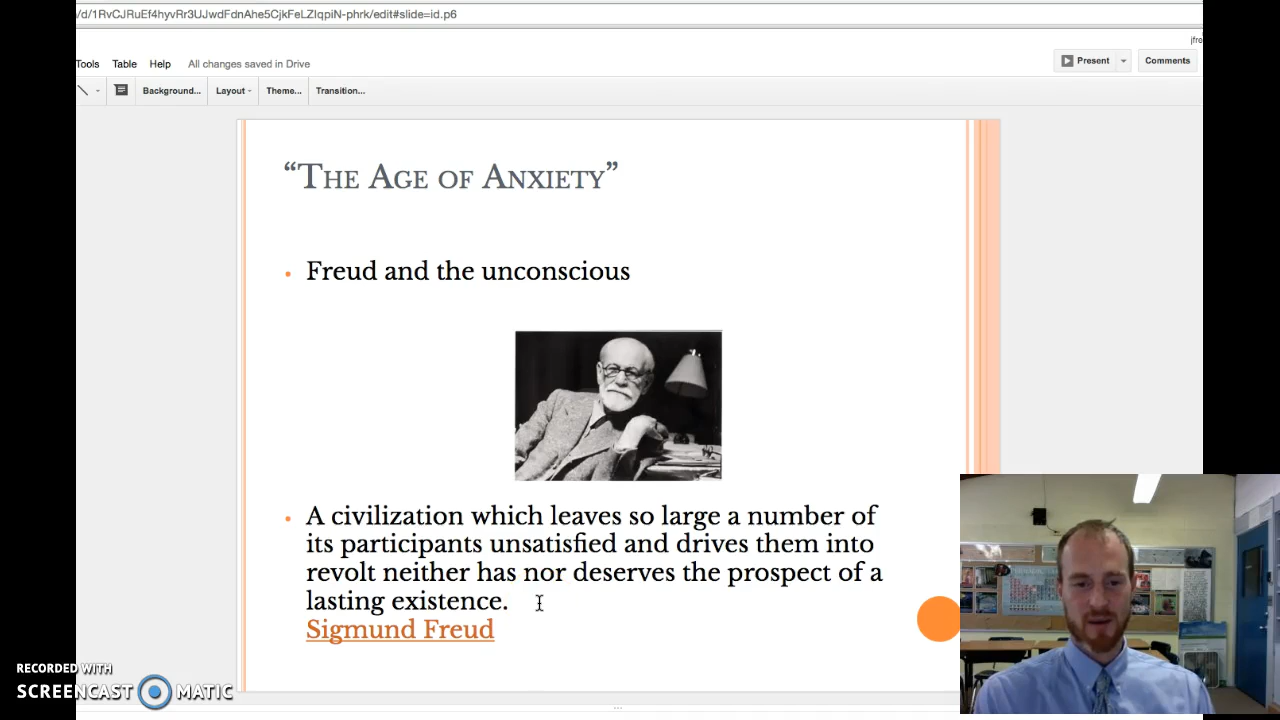 /d/1RvCJRuEf4hyvRr3UJwdFdnAhe5CjkFeLZIqpiN-phrk/edit#slide=id.p6
jfre
Tools Table Help All changes saved in Drive
Present Comments
Background... Layout Theme... Transition...
“The Age of Anxiety”
• Freud and the unconscious
• A civilization which leaves so large a number of
its participants unsatisfied and drives them into
revolt neither has nor deserves the prospect of a
lasting existence.
Sigmund Freud
RECORDED WITH
SCREENCAST MATIC